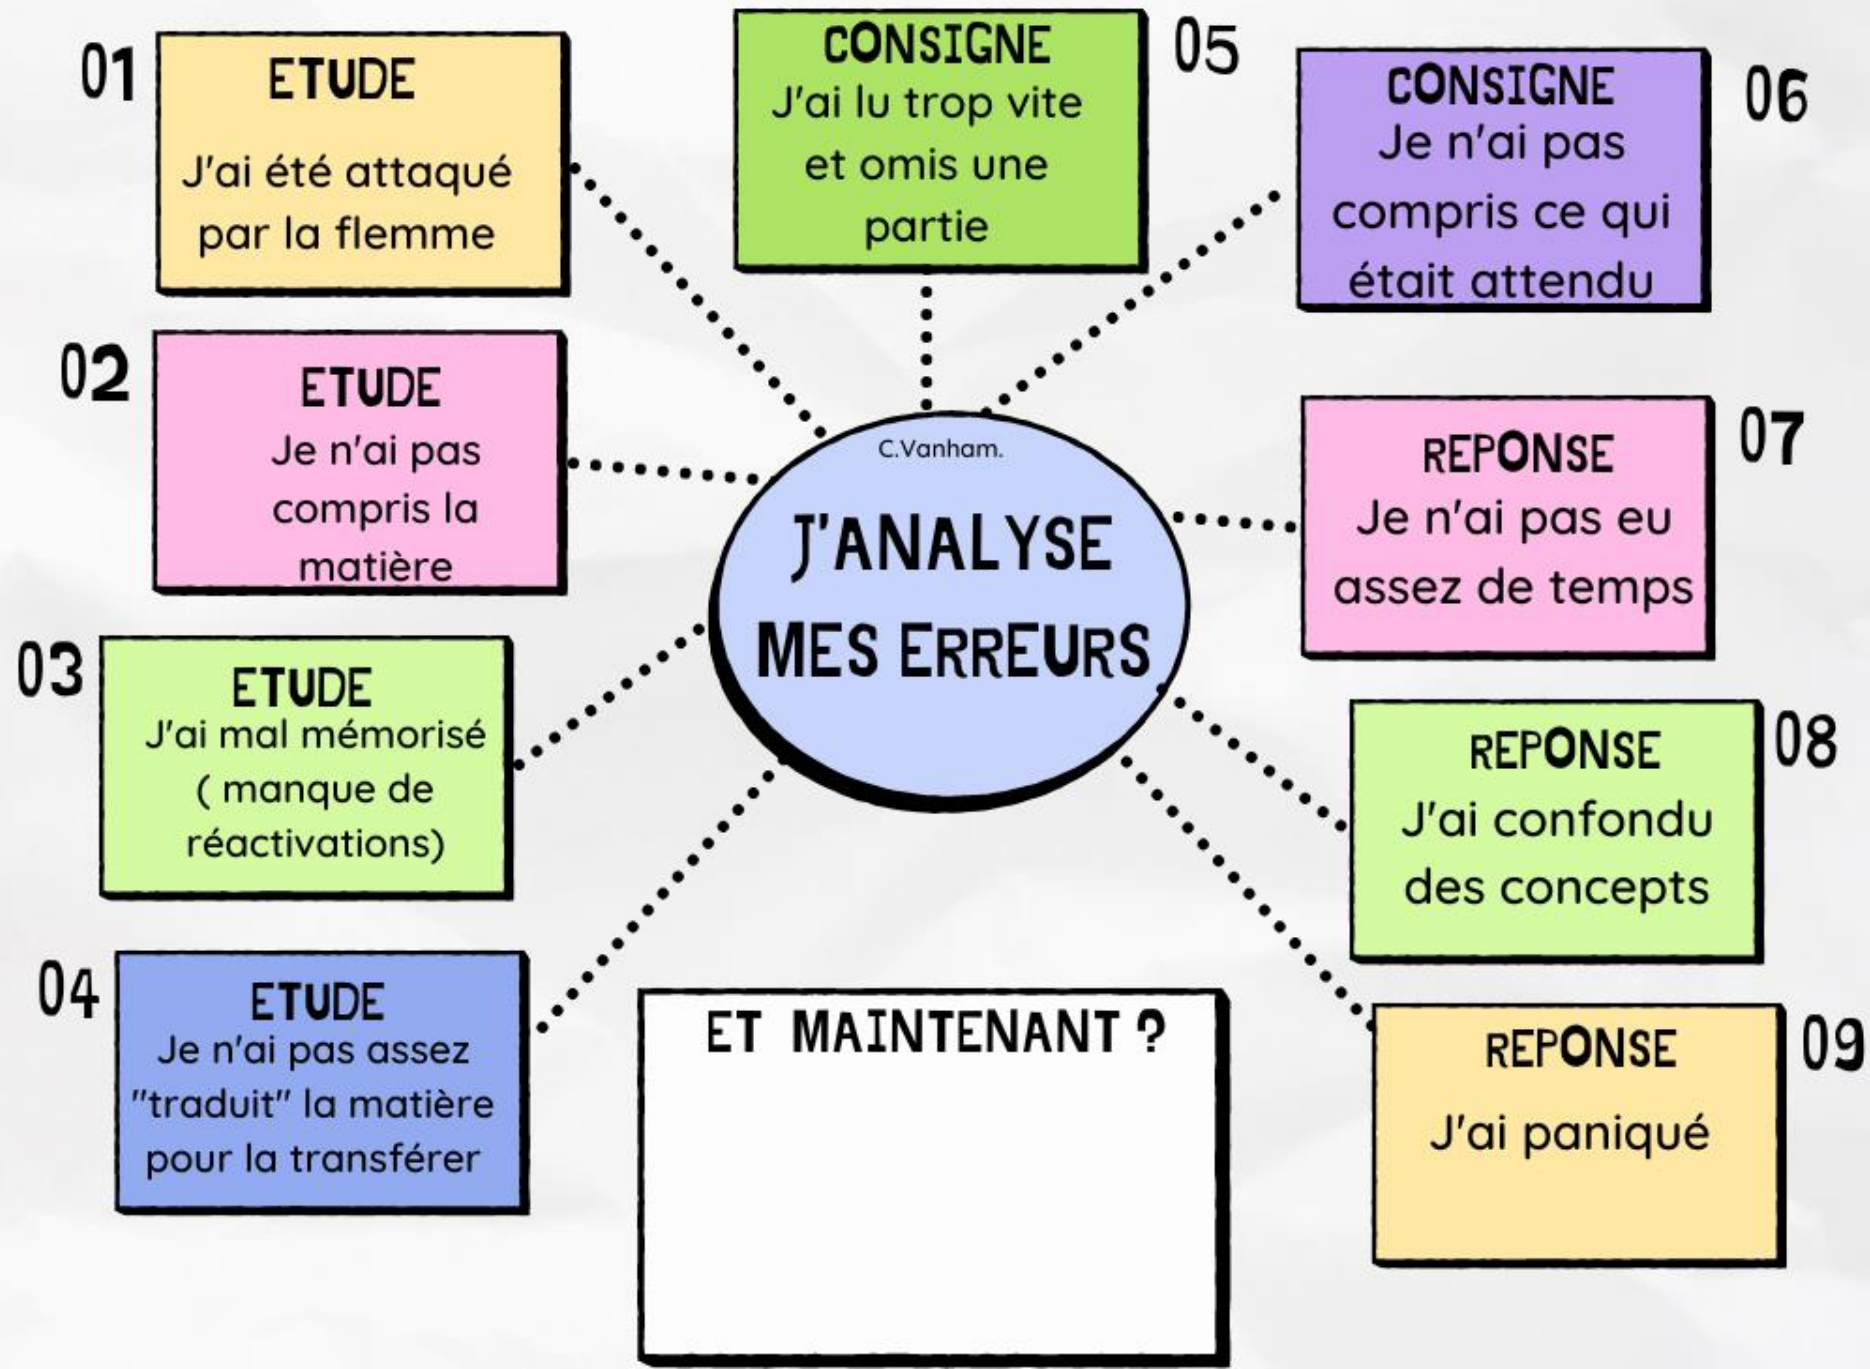 01
ETUDE
J'ai été attaqué
par la flemme
02
ETUDE
Je n'ai pas
compris la
matière
03
ETUDE
J'ai mal mémorisé
( manque de
réactivations)
04
ETUDE
Je n'ai pas assez
"traduit" la matière
pour la transférer
05
CONSIGNE
J'ai lu trop vite
et omis une
partie
06
CONSIGNE
Je n'ai pas
compris ce qui
était attendu
07
REPONSE
Je n'ai pas eu
assez de temps
08
REPONSE
J'ai confondu
des concepts
09
REPONSE
J'ai paniqué
C.Vanham.
J'ANALYSE
MES ERREURS
ET MAINTENANT ?